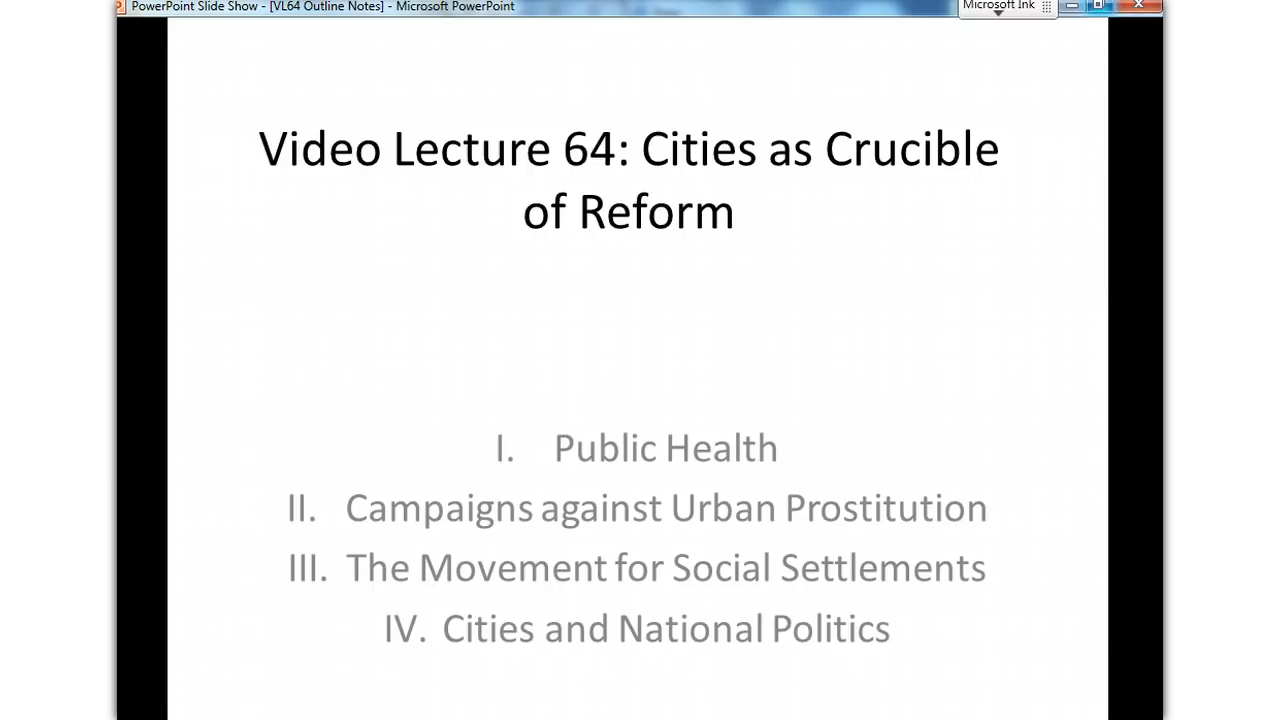 PowerPoint Slide Show - [VL64 Outline Notes] - Microsoft PowerPoint
Microsoft Ink
Video Lecture 64: Cities as Crucible
of Reform
I. Public Health
II. Campaigns against Urban Prostitution
III. The Movement for Social Settlements
IV. Cities and National Politics